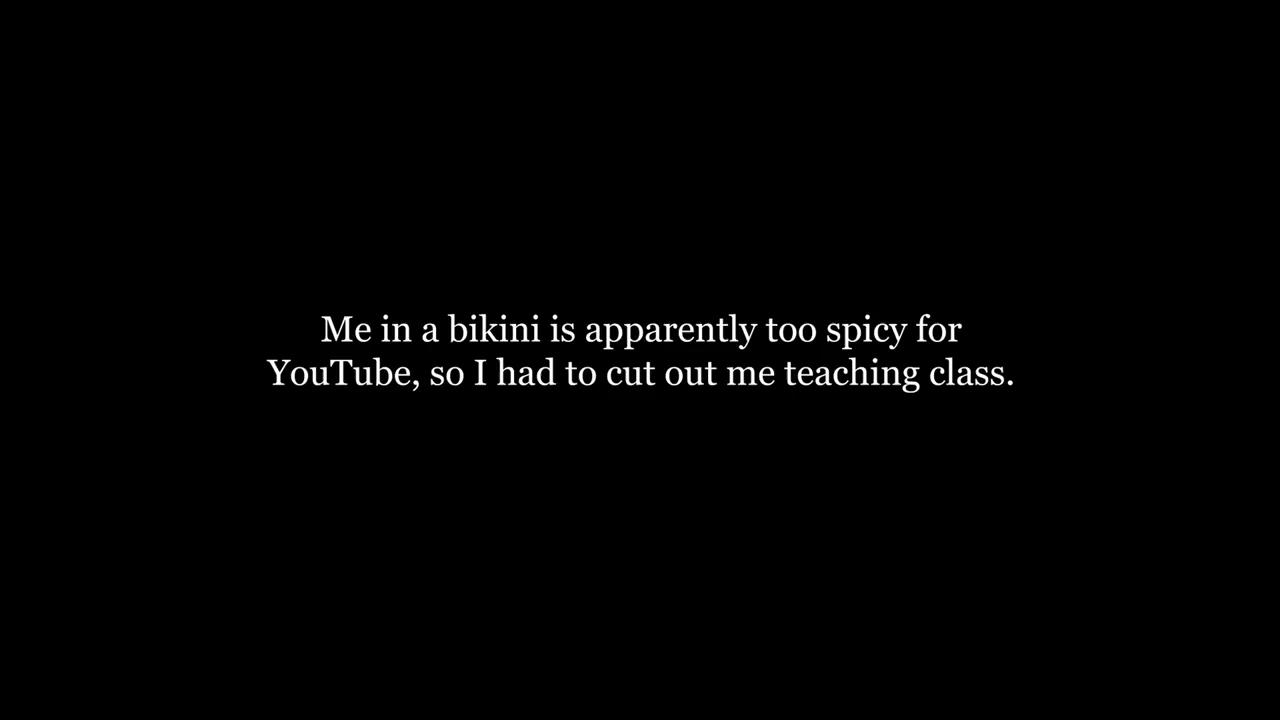 Me in a bikini is apparently too spicy for
YouTube, so I had to cut out me teaching class.